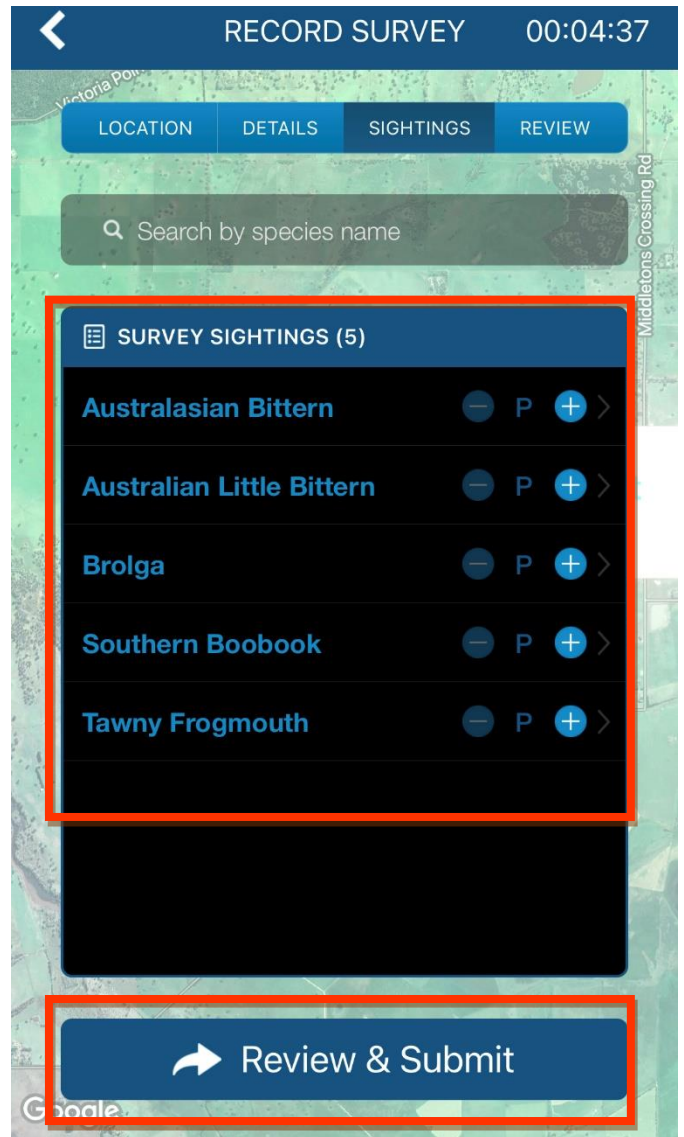 RECORD SURVEY 00:04:37
Victoria Poi
LOCATION DETAILS SIGHTINGS REVIEW
Search by species name
Middletons Crossing Rd
SURVEY SIGHTINGS (5)
Australasian Bittern P
Australian Little Bittern P
Brolga P
Southern Boobook P
Tawny Frogmouth P
Review & Submit
Google